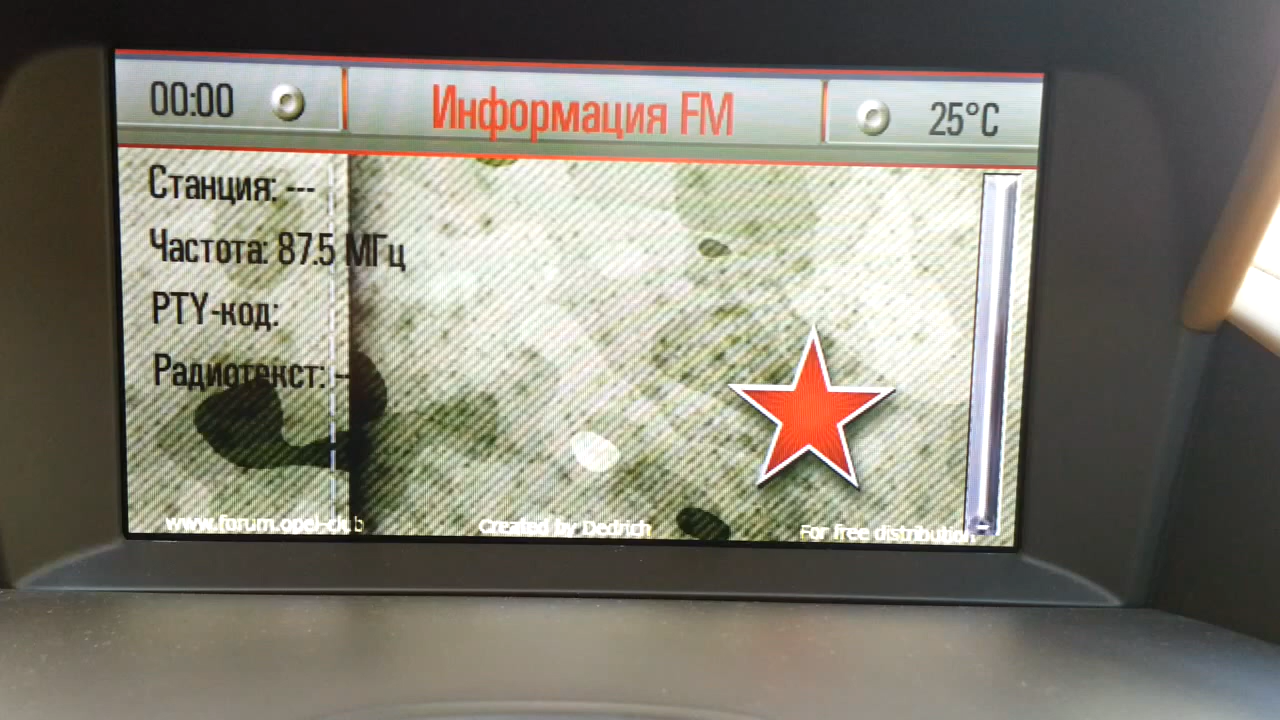 00:00 Информация FM 25°C
Станция: ---
Частота: 87.5 МГц
PTY-код:
Радиотекст: --
www.forum.opel-club Created by Dedrich For free distribution